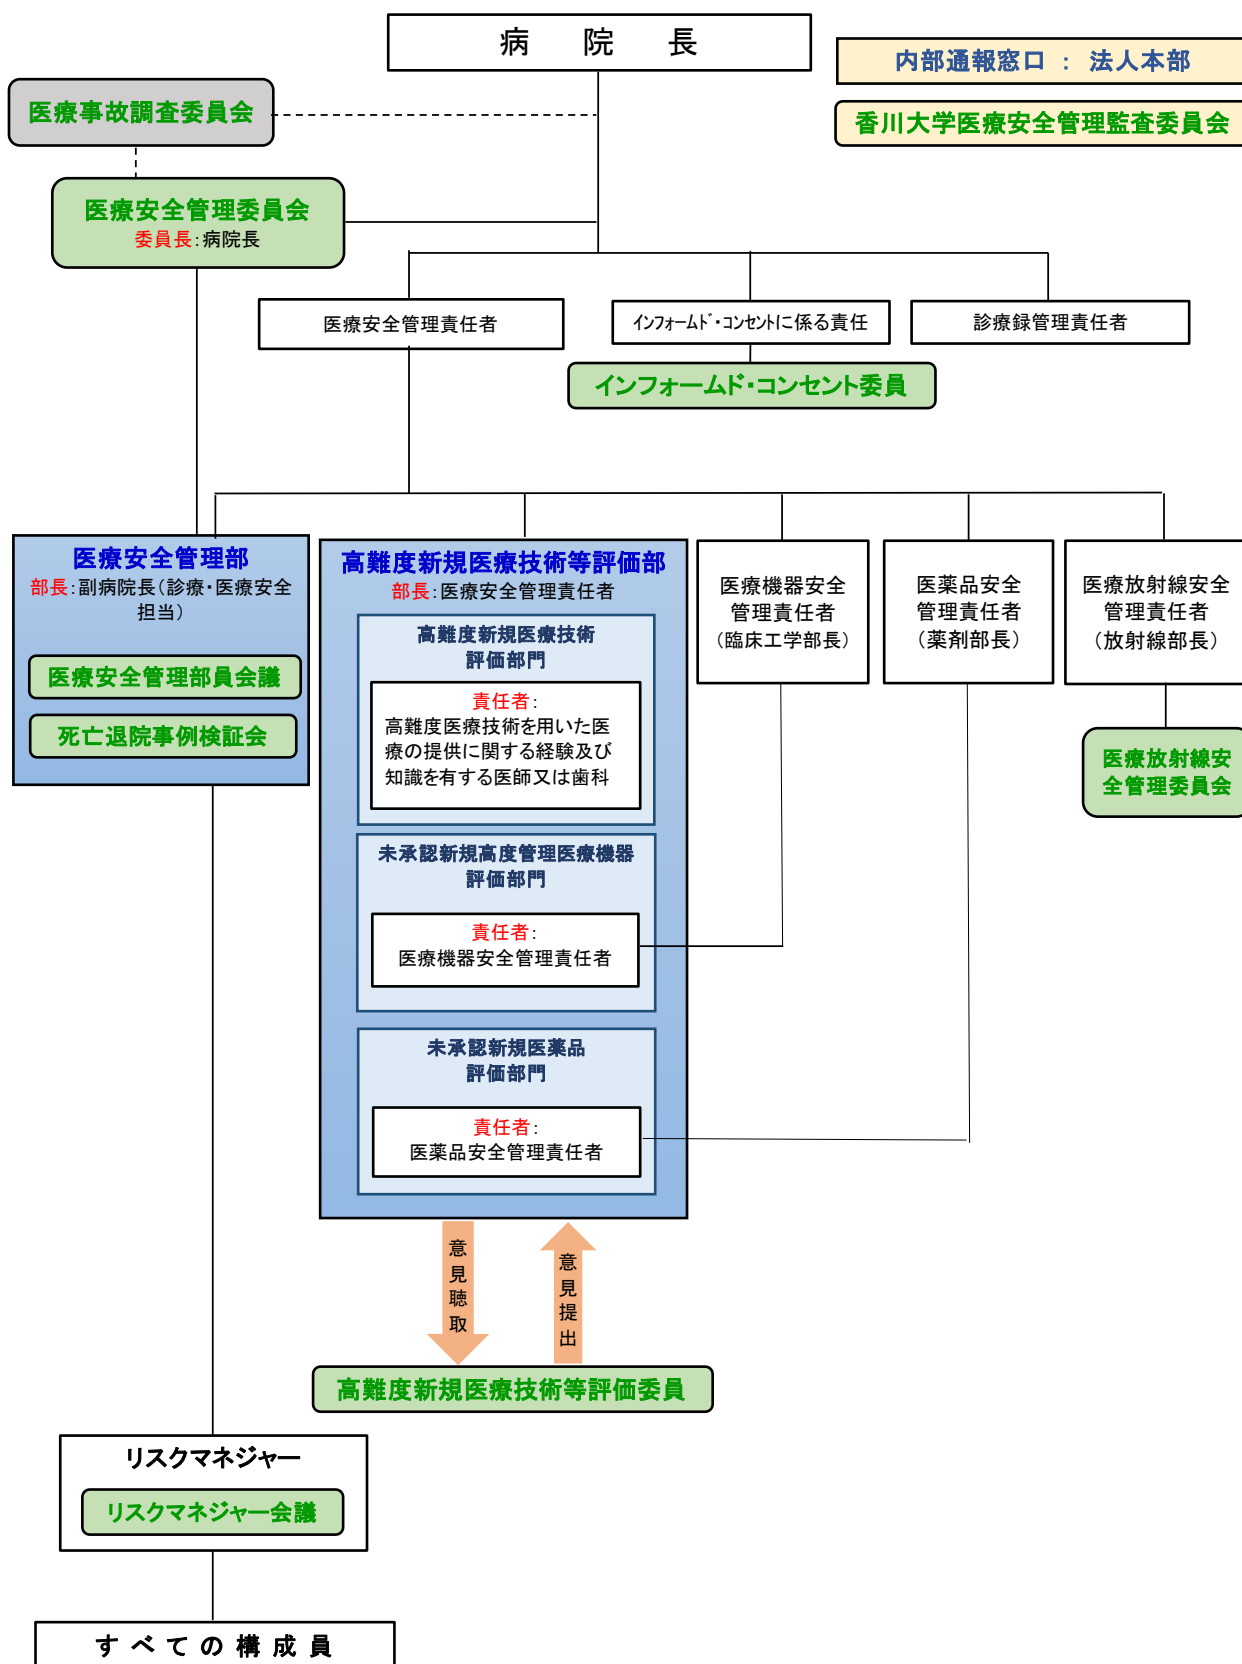 病　院　長
内部通報窓口 ： 法人本部
医療事故調査委員会
香川大学医療安全管理監査委員会
医療安全管理委員会
委員長：病院長
医療安全管理責任者
インフォームド・コンセントに係る責任
診療録管理責任者
インフォームド・コンセント委員
医療安全管理部
部長：副病院長（診療・医療安全
担当）
医療安全管理部員会議
死亡退院事例検証会
高難度新規医療技術等評価部
部長：医療安全管理責任者
高難度新規医療技術
評価部門
責任者：
高難度医療技術を用いた医
療の提供に関する経験及び
知識を有する医師又は歯科
未承認新規高度管理医療機器
評価部門
責任者：
医療機器安全管理責任者
未承認新規医薬品
評価部門
責任者：
医薬品安全管理責任者
医療機器安全
管理責任者
（臨床工学部長）
医薬品安全
管理責任者
（薬剤部長）
医療放射線安全
管理責任者
（放射線部長）
医療放射線安
全管理委員会
意見聴取
意見提出
高難度新規医療技術等評価委員
リスクマネジャー
リスクマネジャー会議
すべての構成員